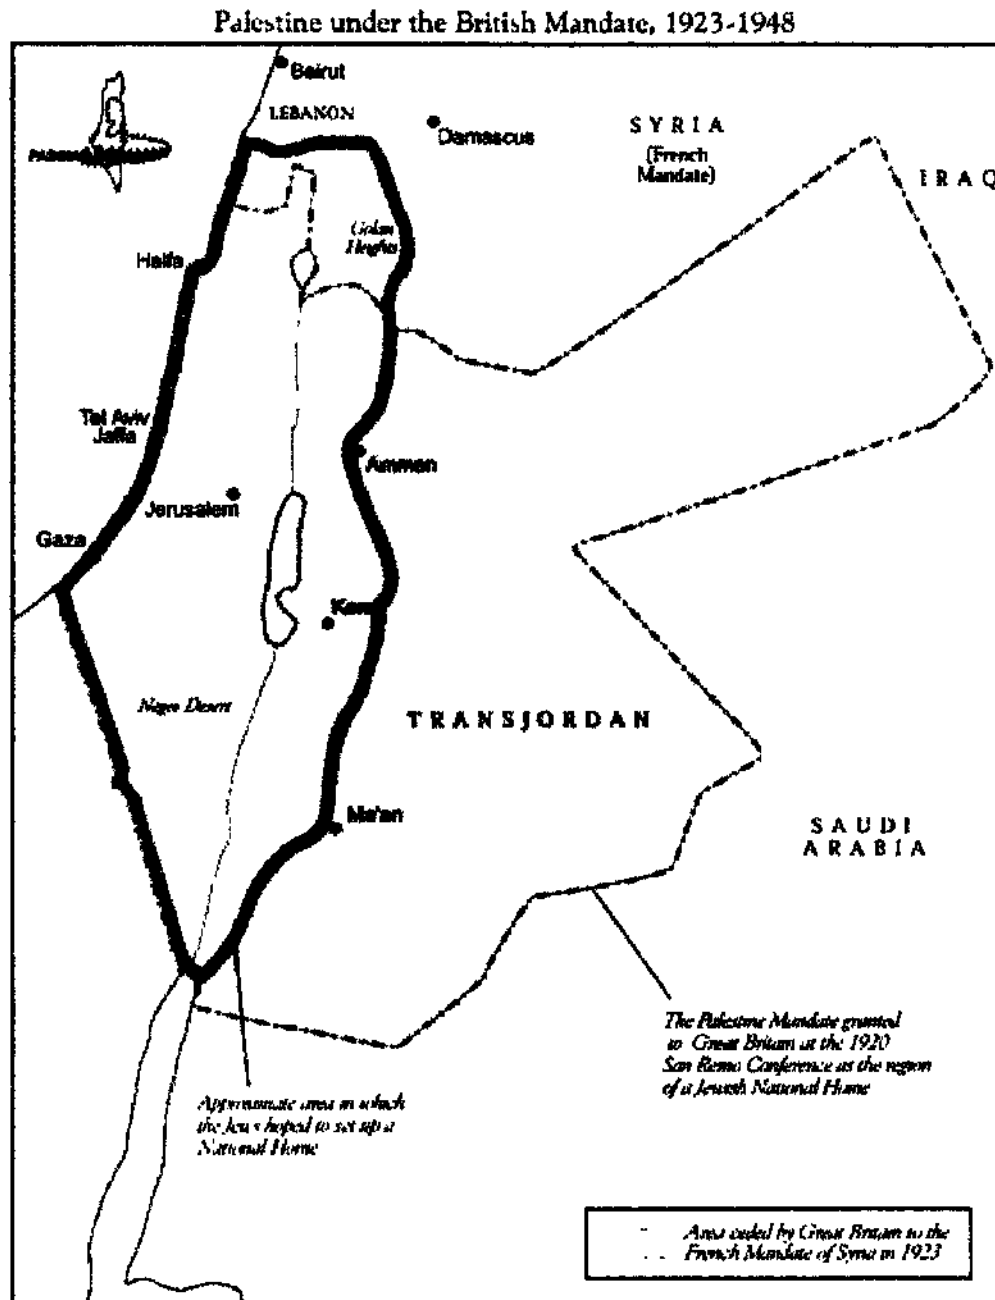 Palestine under the British Mandate, 1923-1948
Beirut
LEBANON
Damascus
SYRIA
(French
Mandate)
IRAQ
Golan
Heights
Haifa
Tel Aviv
Jaffa
Amman
Jerusalem
Gaza
Negev Desert
TRANSJORDAN
Ma'an
SAUDI
ARABIA
The Palestine Mandate granted
to Great Britain at the 1920
San Remo Conference as the region
of a Jewish National Home
Approximate area in which
the Jews hoped to set up a
National Home
Area ceded by Great Britain to the
French Mandate of Syria in 1923